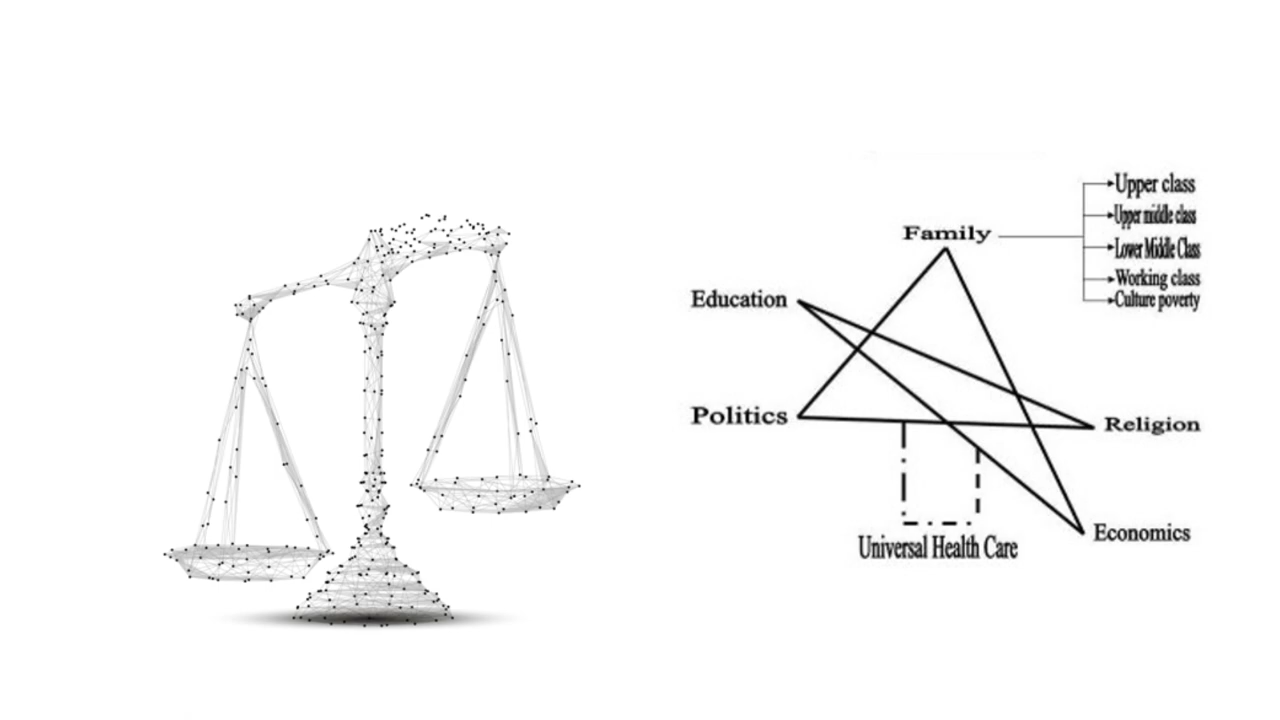 Family
Upper class
Upper middle class
Lower Middle Class
Working class
Culture poverty
Education
Politics
Religion
Economics
Universal Health Care